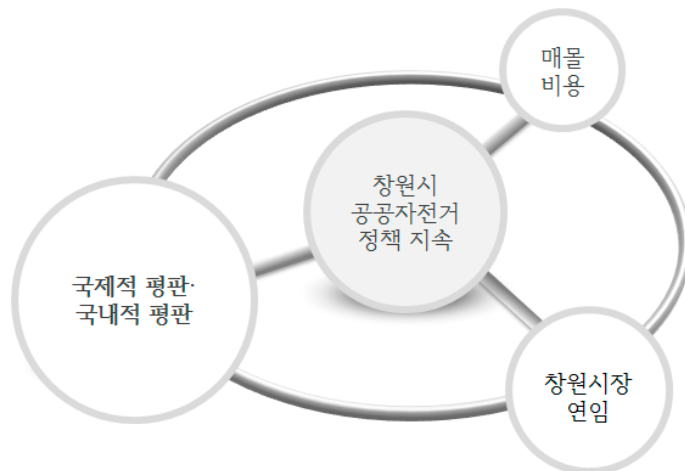 매몰
비용
창원시
공공자전거
정책 지속
국제적 평판·
국내적 평판
창원시장
연임